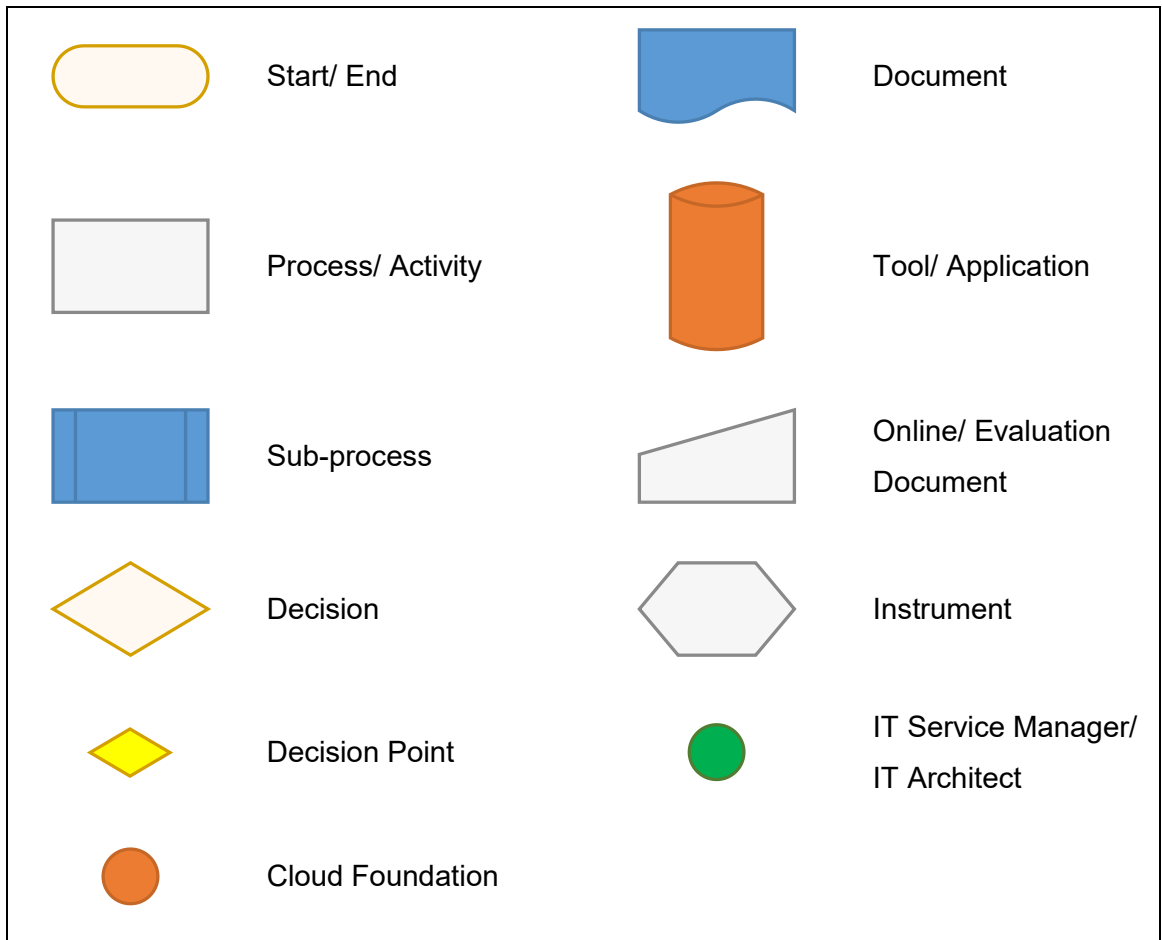 Start/ End
Document
Process/ Activity
Tool/ Application
Sub-process
Online/ Evaluation
Document
Decision
Instrument
Decision Point
IT Service Manager/
IT Architect
Cloud Foundation